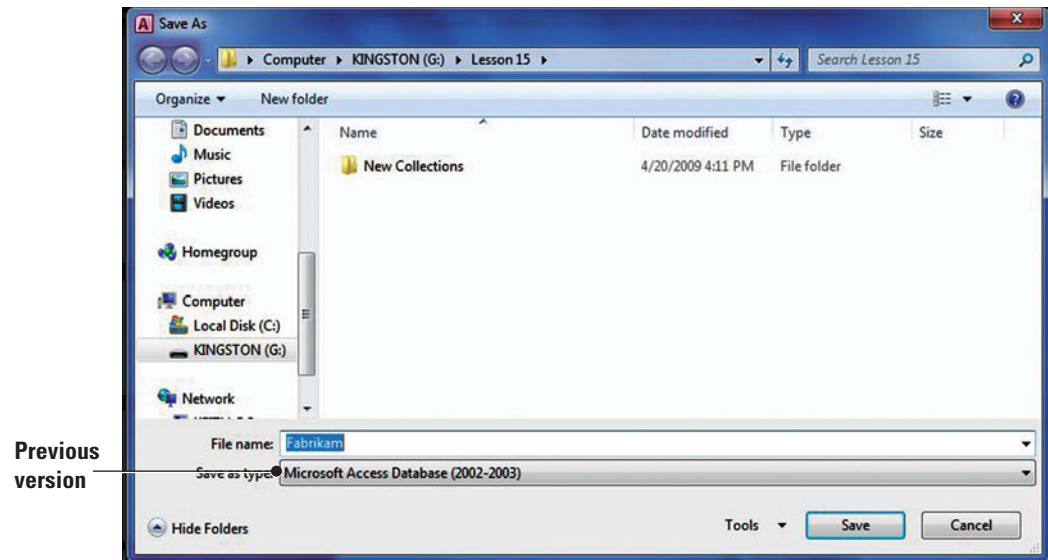 Save As
Computer KINGSTON (G:) Lesson 15
Search Lesson 15
Organize New folder
Documents
Music
Pictures
Videos
Homegroup
Computer
Local Disk (C:)
KINGSTON (G:)
Network
Name Date modified Type Size
New Collections 4/20/2009 4:11 PM File folder
File name: Fabrikam
Save as type: Microsoft Access Database (2002-2003)
Previous
version
Hide Folders
Tools Save Cancel